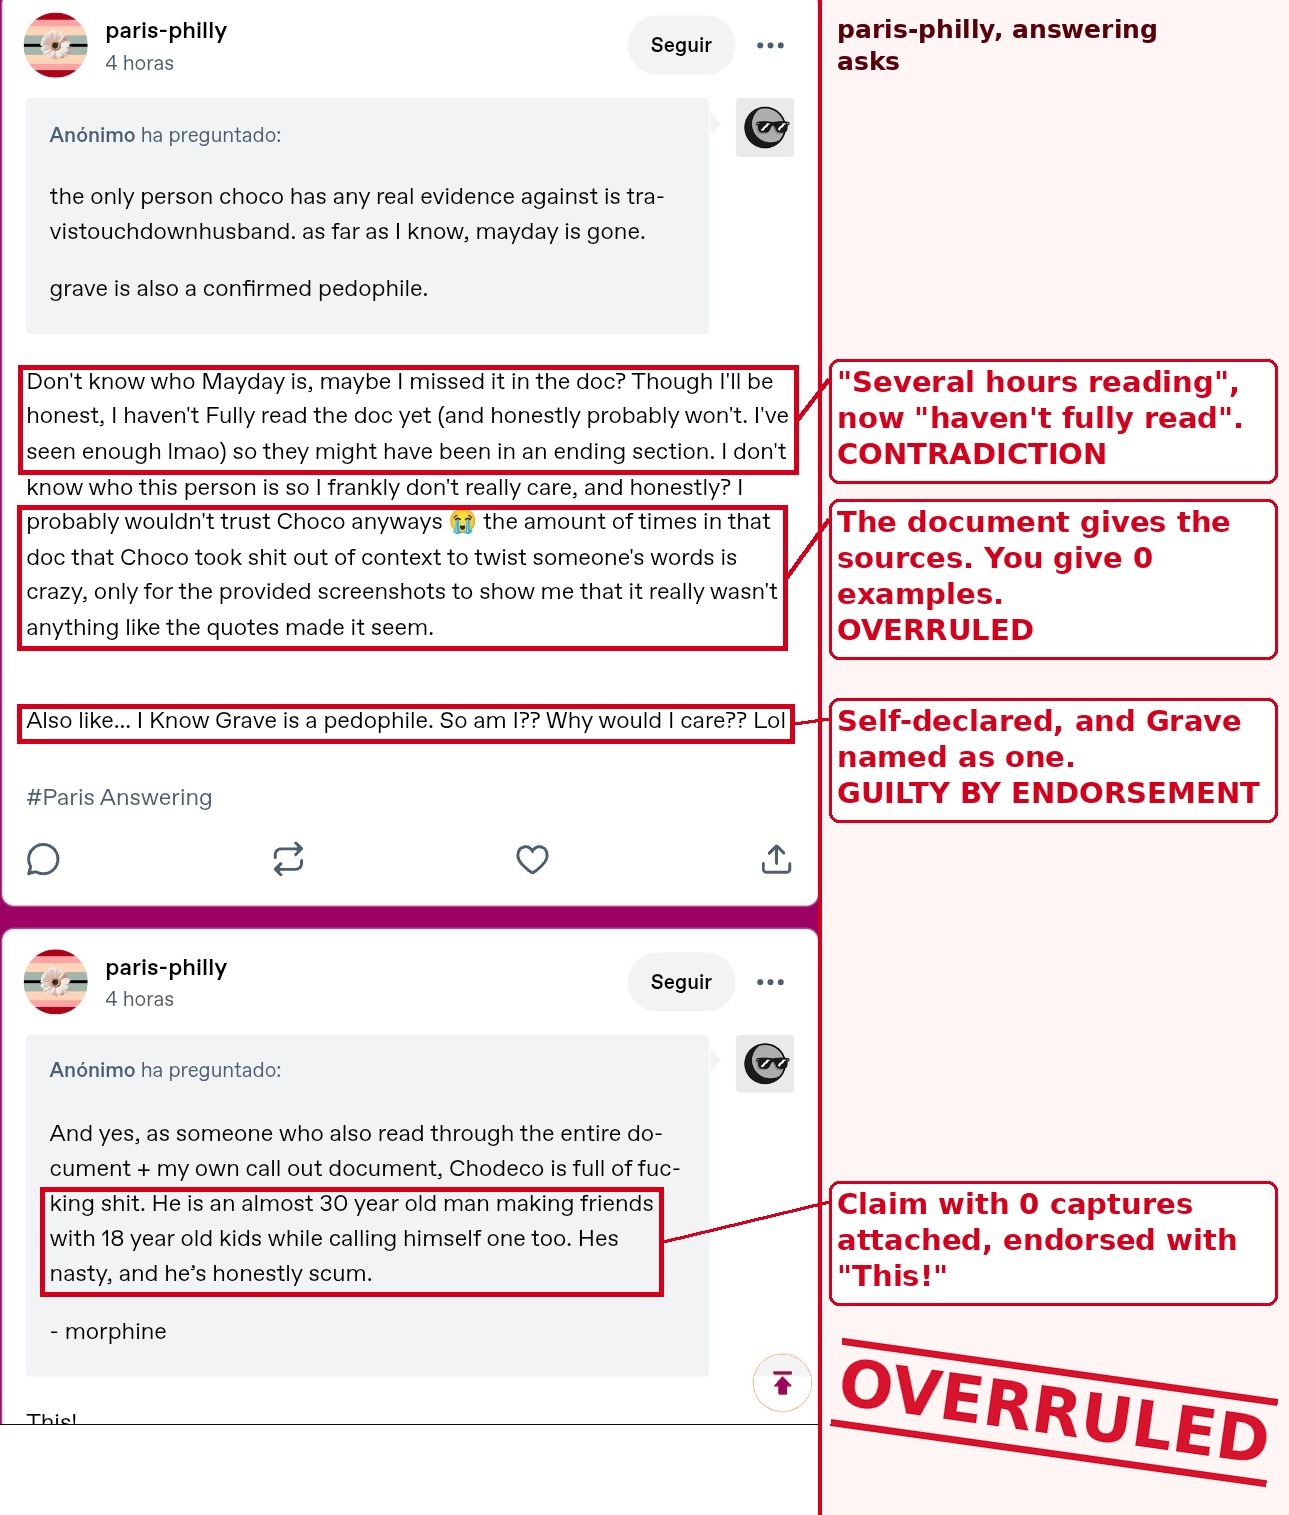 paris-philly
4 horas
Seguir
Anónimo ha preguntado:
the only person choco has any real evidence against is tra-
vistouchdownhusband. as far as I know, mayday is gone.
grave is also a confirmed pedophile.
Don't know who Mayday is, maybe I missed it in the doc? Though I'll be
honest, I haven't Fully read the doc yet (and honestly probably won't. I've
seen enough lmao) so they might have been in an ending section. I don't
know who this person is so I frankly don't really care, and honestly? I
probably wouldn't trust Choco anyways 😭 the amount of times in that
doc that Choco took shit out of context to twist someone's words is
crazy, only for the provided screenshots to show me that it really wasn't
anything like the quotes made it seem.
Also like... I Know Grave is a pedophile. So am I?? Why would I care?? Lol
#Paris Answering
paris-philly
4 horas
Seguir
Anónimo ha preguntado:
And yes, as someone who also read through the entire do-
cument + my own call out document, Chodeco is full of fuc-
king shit. He is an almost 30 year old man making friends
with 18 year old kids while calling himself one too. Hes
nasty, and he’s honestly scum.
- morphine
This!
paris-philly, answering
asks
"Several hours reading",
now "haven't fully read".
CONTRADICTION
The document gives the
sources. You give 0
examples.
OVERRULED
Self-declared, and Grave
named as one.
GUILTY BY ENDORSEMENT
Claim with 0 captures
attached, endorsed with
"This!"
OVERRULED